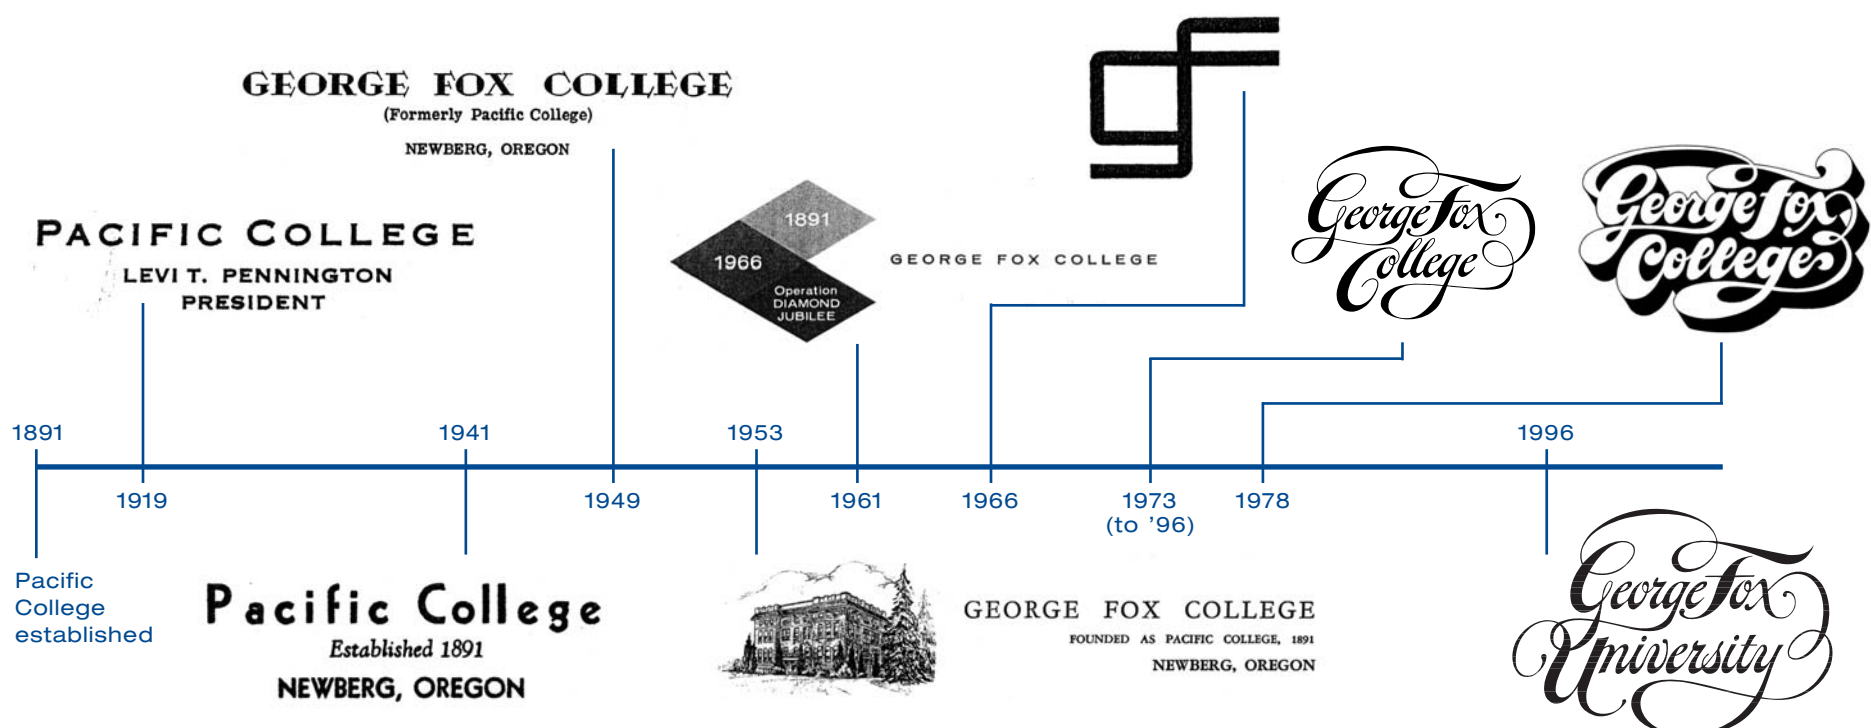 GEORGE FOX COLLEGE
(Formerly Pacific College)
NEWBERG, OREGON
gf
PACIFIC COLLEGE
LEVI T. PENNINGTON
PRESIDENT
1891
1966
Operation
DIAMOND
JUBILEE
GEORGE FOX COLLEGE
George Fox
College
George Fox
College
1891
1941
1953
1996
1919
1949
1961
1966
1973
(to ’96)
1978
Pacific
College
established
Pacific College
Established 1891
NEWBERG, OREGON
GEORGE FOX COLLEGE
FOUNDED AS PACIFIC COLLEGE, 1891
NEWBERG, OREGON
George Fox
University